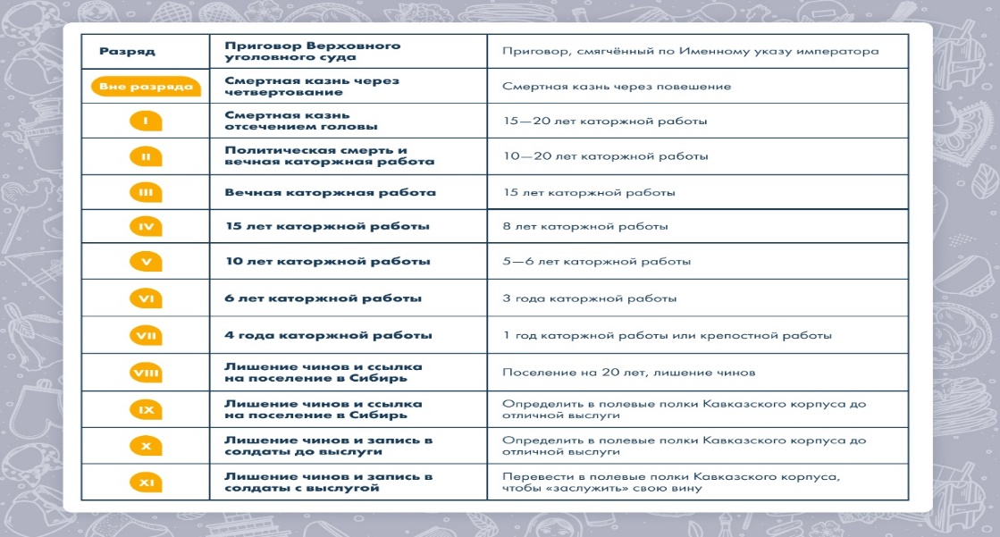 Разряд
Приговор Верховного
уголовного суда
Приговор, смягчённый по Именному указу императора
Вне разряда
Смертная казнь через
четвертование
Смертная казнь через повешение
I
Смертная казнь
отсечением головы
15—20 лет каторжной работы
II
Политическая смерть и
вечная каторжная работа
10—20 лет каторжной работы
III
Вечная каторжная работа
15 лет каторжной работы
IV
15 лет каторжной работы
8 лет каторжной работы
V
10 лет каторжной работы
5—6 лет каторжной работы
VI
6 лет каторжной работы
3 года каторжной работы
VII
4 года каторжной работы
1 год каторжной работы или крепостной работы
VIII
Лишение чинов и ссылка
на поселение в Сибирь
Поселение на 20 лет, лишение чинов
IX
Лишение чинов и ссылка
на поселение в Сибирь
Определить в полевые полки Кавказского корпуса до
отличной выслуги
X
Лишение чинов и запись в
солдаты до выслуги
Определить в полевые полки Кавказского корпуса до
отличной выслуги
XI
Лишение чинов и запись в
солдаты с выслугой
Перевести в полевые полки Кавказского корпуса,
чтобы «заслужить» свою вину